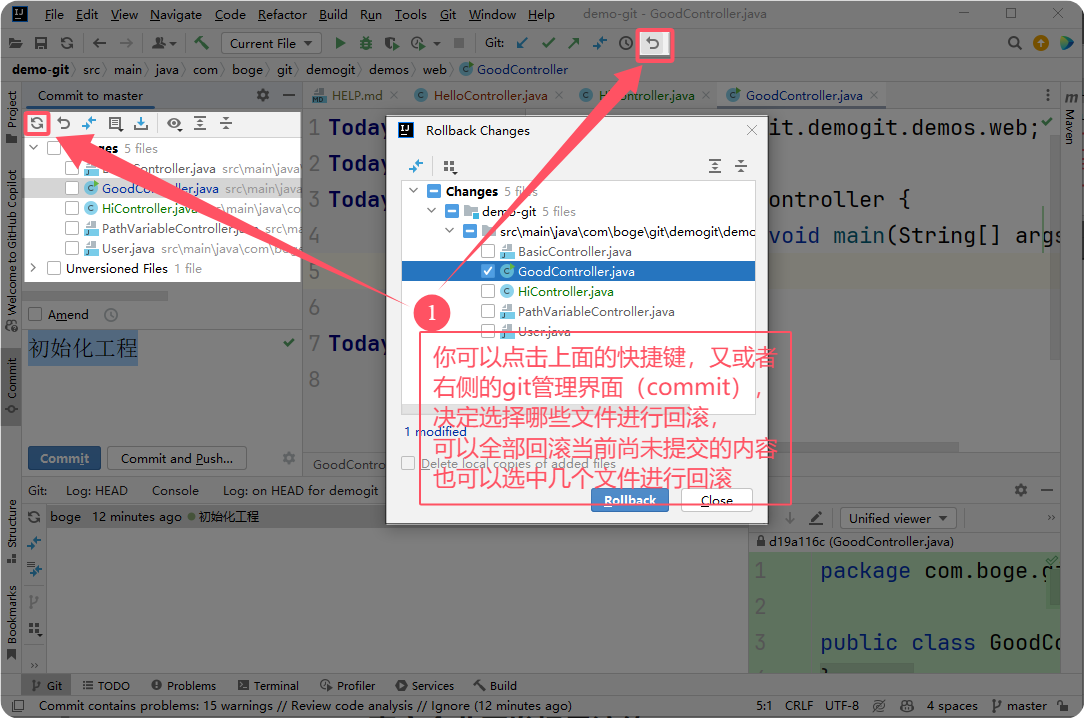 File Edit View Navigate Code Refactor Build Run Tools Git Window Help demo-git - GoodController.java
Current File Git:
demo-git src main java com boge git demogit demos web GoodController
Project
Commit to master
HELP.md HelloController.java GoodController.java
5 files
Controller.java src\main\java
GoodController.java src\main\java
HiController.java src\main\java\co
PathVariableController.java
User.java src\main\java\com\boge
Unversioned Files 1 file
Welcome to GitHub Copilot
Commit
Amend
初始化工程
Commit
Commit and Push...
1 Today
2 Today
3 Today
4
5
6
7 Today
8
it.demogit.demos.web;
ontroller {
void main(String[] args
Maven
Rollback Changes
Changes 5 files
demo-git 5 files
src\main\java\com\boge\git\demogit\demo
BasicController.java
GoodController.java
HiController.java
PathVariableController.java
User.java
1
你可以点击上面的快捷键，又或者
右侧的git管理界面（commit），
决定选择哪些文件进行回滚，
可以全部回滚当前尚未提交的内容
也可以选中几个文件进行回滚
1 modified
Delete local copies of added files
Rollback
Close
GoodContro
Git: Log: HEAD Console Log: on HEAD for demogit
boge 12 minutes ago 初始化工程
Structure
Bookmarks
Unified viewer
d19a116c (GoodController.java)
1 package com.boge.g
2
3 public class GoodCo
4
Git TODO Problems Terminal Profiler Services Build
Commit contains problems: 15 warnings // Review code analysis // Ignore (12 minutes ago) 5:1 CRLF UTF-8 4 spaces master